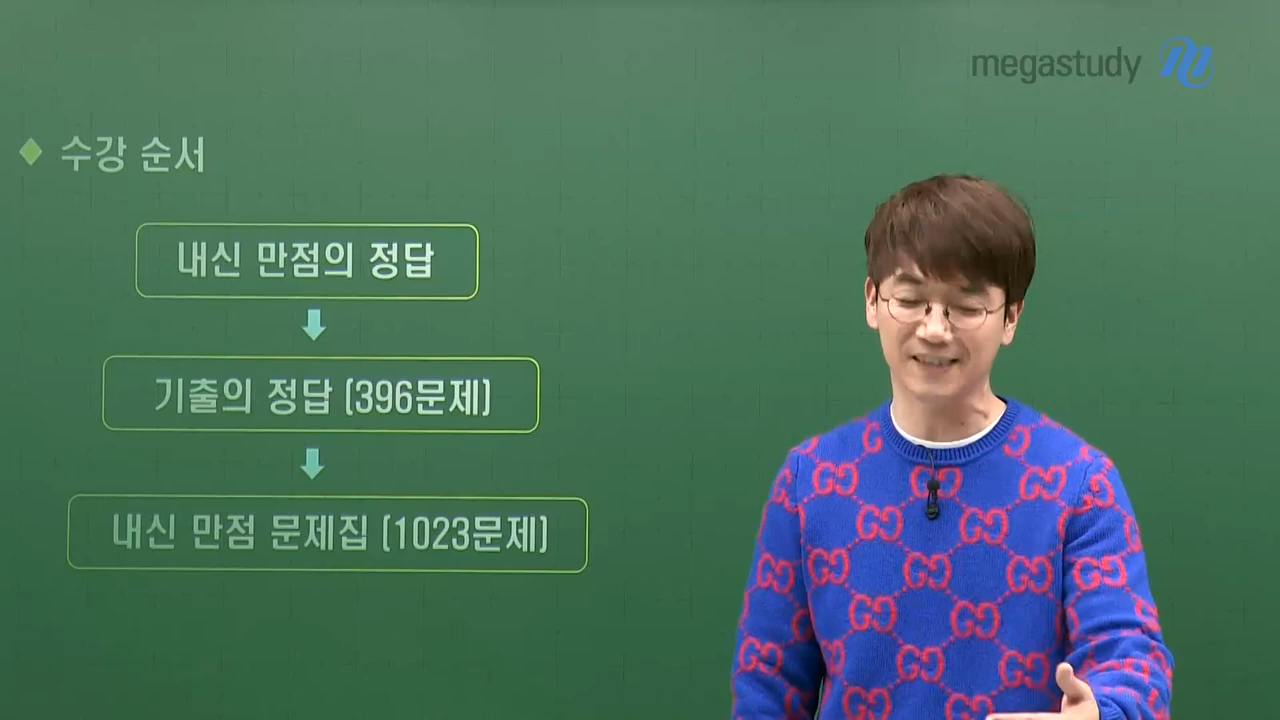 megastudy
수강 순서
내신 만점의 정답
기출의 정답 (396문제)
내신 만점 문제집 (1023문제)